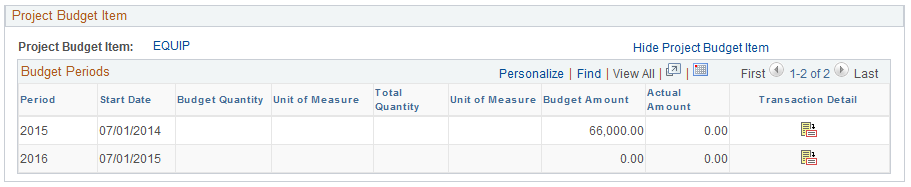 Project Budget Item
Project Budget Item: EQUIP Hide Project Budget Item
Budget Periods Personalize | Find | View All | | First 1-2 of 2 Last
Period Start Date Budget Quantity Unit of Measure Total Quantity Unit of Measure Budget Amount Actual Amount Transaction Detail
2015 07/01/2014 66,000.00 0.00
2016 07/01/2015 0.00 0.00